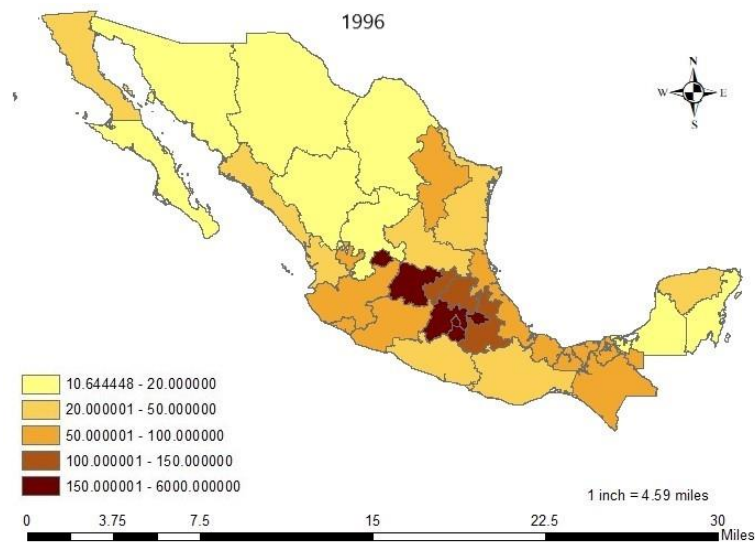 1996
N
W E
S
10.644448 - 20.000000
20.000001 - 50.000000
50.000001 - 100.000000
100.000001 - 150.000000
150.000001 - 6000.000000
1 inch = 4.59 miles
0 3.75 7.5 15 22.5 30
Miles